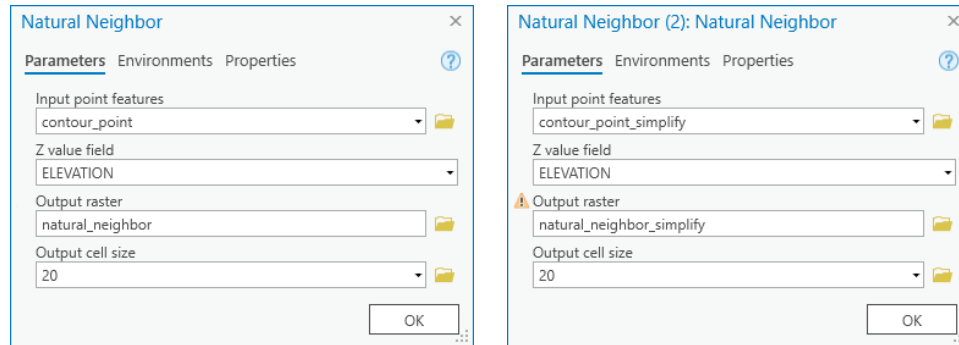 Natural Neighbor
Parameters Environments Properties
Input point features
contour_point
Z value field
ELEVATION
Output raster
natural_neighbor
Output cell size
20
OK
Natural Neighbor (2): Natural Neighbor
Parameters Environments Properties
Input point features
contour_point_simplify
Z value field
ELEVATION
Output raster
natural_neighbor_simplify
Output cell size
20
OK